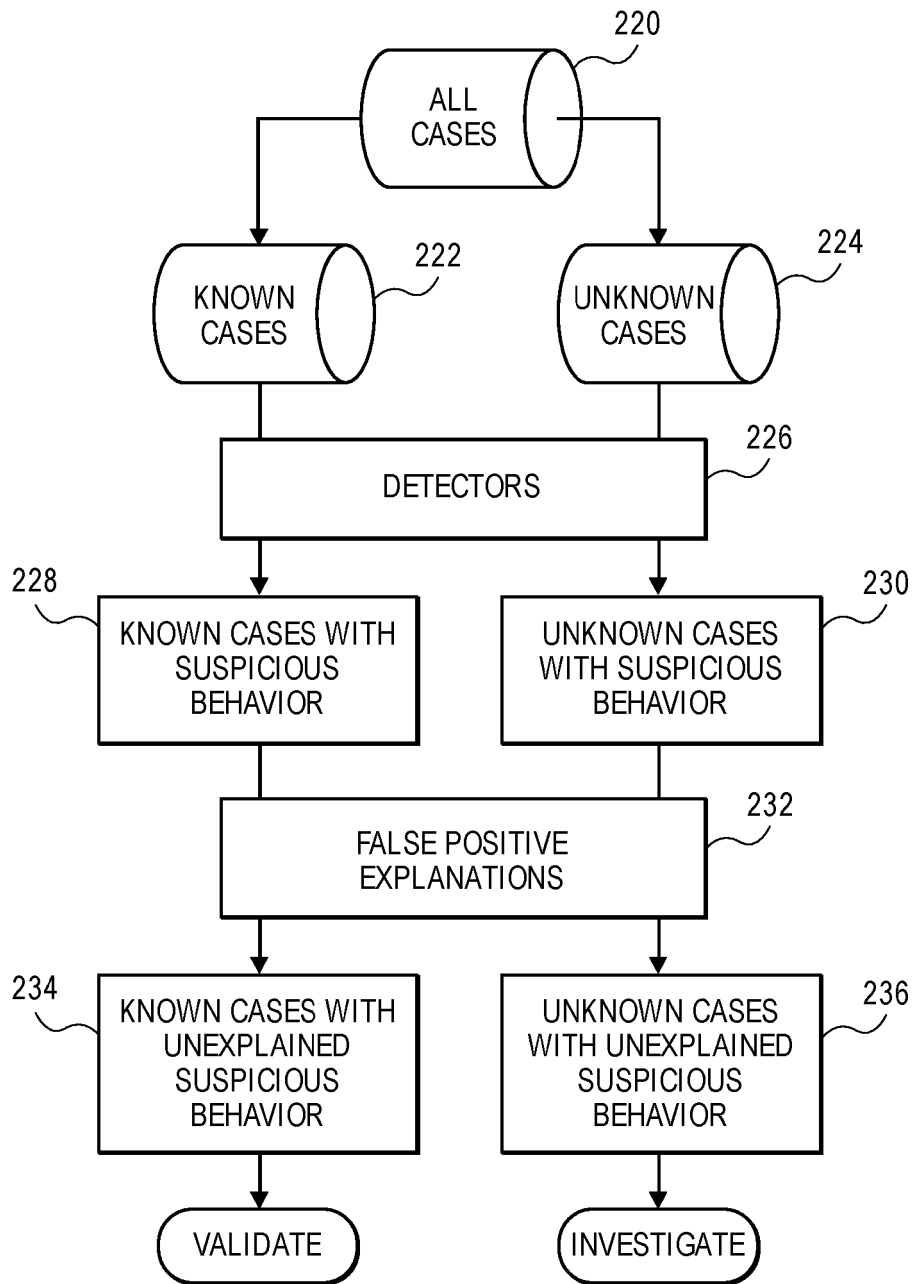 220
ALL
CASES
KNOWN
CASES
222
UNKNOWN
CASES
224
DETECTORS
226
228
KNOWN CASES WITH
SUSPICIOUS
BEHAVIOR
UNKNOWN CASES
WITH SUSPICIOUS
BEHAVIOR
230
FALSE POSITIVE
EXPLANATIONS
232
234
KNOWN CASES WITH
UNEXPLAINED
SUSPICIOUS
BEHAVIOR
UNKNOWN CASES
WITH UNEXPLAINED
SUSPICIOUS
BEHAVIOR
236
VALIDATE
INVESTIGATE